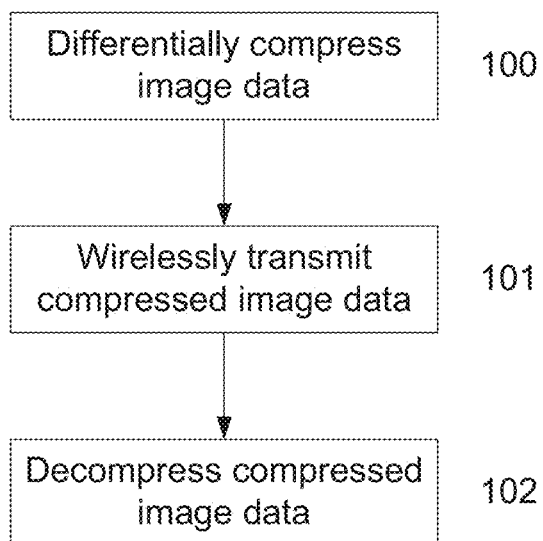 Differentially compress
image data
100
Wirelessly transmit
compressed image data
101
Decompress compressed
image data
102